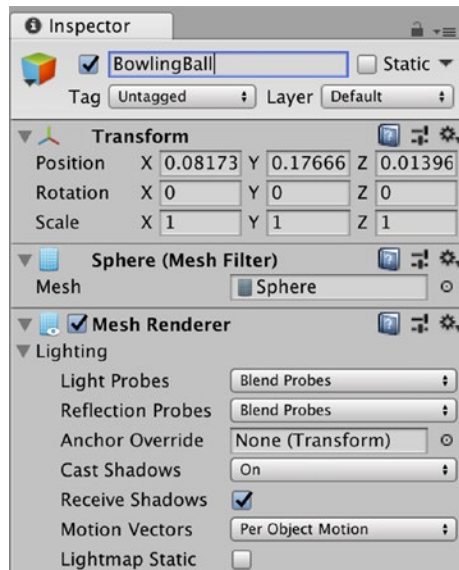 Inspector
BowlingBall Static
Tag Untagged Layer Default
Transform
Position X 0.08173 Y 0.17666 Z 0.01396
Rotation X 0 Y 0 Z 0
Scale X 1 Y 1 Z 1
Sphere (Mesh Filter)
Mesh Sphere
Mesh Renderer
Lighting
Light Probes Blend Probes
Reflection Probes Blend Probes
Anchor Override None (Transform)
Cast Shadows On
Receive Shadows
Motion Vectors Per Object Motion
Lightmap Static